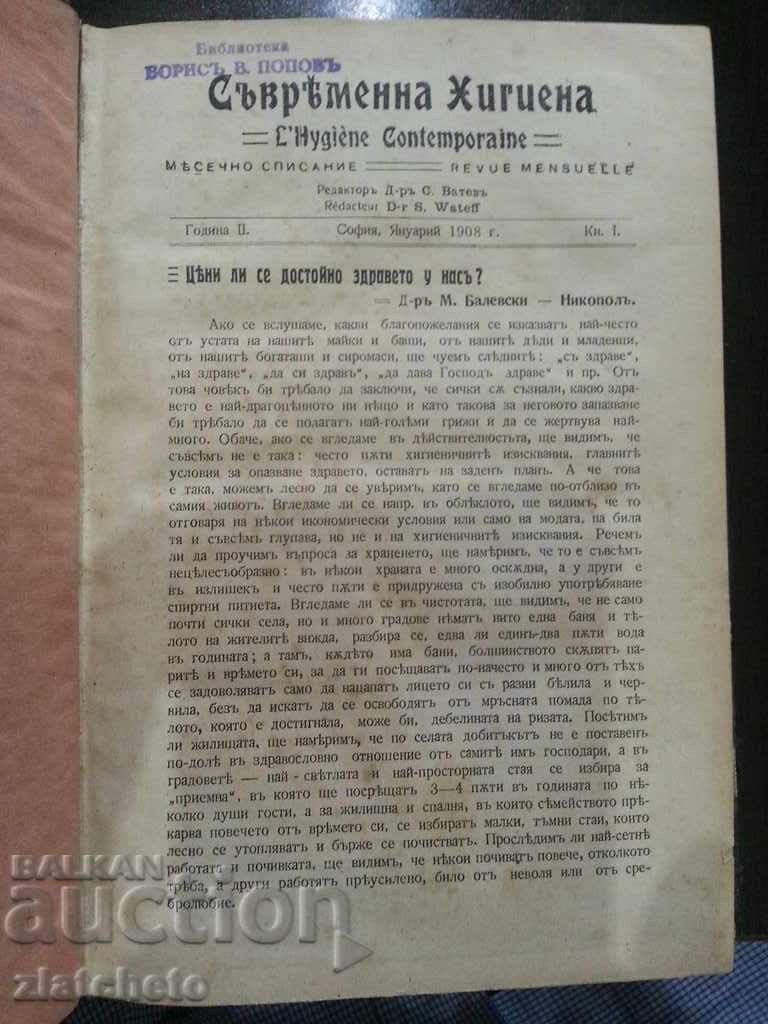 Библиотека
ВОРИСЪ В. ПОПОВЪ
Съврѣменна Хигиена
L'Hygiène Contemporaine
МѢСЕЧНО СПИСАНИЕ REVUE MENSUELLE
Редакторъ Д-ръ С. Ватевъ
Rédacteur D-r S. Wateff
Година II. София, Януарий 1908 г. Кн. I.
Цѣни ли се достойно здравето у насъ?
Д-ръ М. Балевски — Никополъ.
Ако се вслушаме, какви благопожелания се изказватъ най-често
отъ устата на нашитѣ майки и бащи, отъ нашитѣ дѣди и младенци,
отъ нашитѣ богаташи и сиромаси, ще чуемъ слѣднитѣ: „съ здраве“,
„на здраве“, „да си здравъ“, „да дава Господъ здраве“ и пр. Отъ
това човѣкъ би трѣбало да заключи, че сички сѫ съзнали, какво здра-
вето е най-драгоцѣнното ни нѣщо и като такова за неговото запазване
би трѣбало да се полагатъ най-голѣми грижи и да се жертвува най-
много. Обаче, ако се вгледаме въ дѣйствителностьта, ще видимъ, че
съвсѣмъ не е така: често пѫти хигиеничнитѣ изисквания, главнитѣ
условия за опазване здравето, оставатъ на заденъ планъ. А че това
е така, можемъ лесно да се увѣримъ, като се вгледаме по-отблизо въ
самия животъ. Вгледаме ли се напр. въ облѣклото, ще видимъ, че то
отговаря на нѣкои икономически условия или само на модата, па била
тя и съвсѣмъ глупава, но не и на хигиеничнитѣ изисквания. Речемъ
ли да проучимъ въпроса за храненето, ще намѣримъ, че то е съвсѣмъ
нецѣлесъобразно: въ нѣкои храната е много оскѫдна, а у други е
въ излишекъ и често пѫти е придружена съ изобилно употрѣбяване
спиртни питиета. Вгледаме ли се въ чистотата, ще видимъ, че не само
почти сички села, но и много градове нѣматъ нито една баня и тѣ-
лото на жителитѣ вижда, разбира се, едва ли единъ-два пѫти вода
въ годината; а тамъ, кѫдѣто има бани, болшинството скѫпятъ па-
ритѣ и врѣмето си, за да ги посѣщаватъ по-начесто и много отъ тѣхъ
се задоволяватъ само да нацапатъ лицето си съ разни бѣлила и чер-
вила, безъ да искатъ да се освободятъ отъ мръсната помада по тѣ-
лото, която е достигнала, може би, дебелината на ризата. Посѣтимъ
ли жилищата, ще намѣримъ, че по селата добитъкътъ не е поставенъ
по-долѣ въ здравословно отношение отъ самитѣ имъ господари, а въ
градоветѣ — най-свѣтлата и най-просторната стая се избира за
„приемна“, въ която ще посрѣщатъ 3—4 пѫти въ годината по нѣ-
колко души гости, а за жилищна и спалня, въ които сѣмейството прѣ-
карва повечето отъ врѣмето си, се избиратъ малки, тъмни стаи, които
лесно се утопляватъ и бърже се почистватъ. Прослѣдимъ ли най-сетнѣ
работата и почивката, ще видимъ, че нѣкои почиватъ повече, отколкото
трѣба, а други работятъ прѣусилено, било отъ неволя или отъ сре-
бролюбие.
BALKAN
auction
zlatcheto